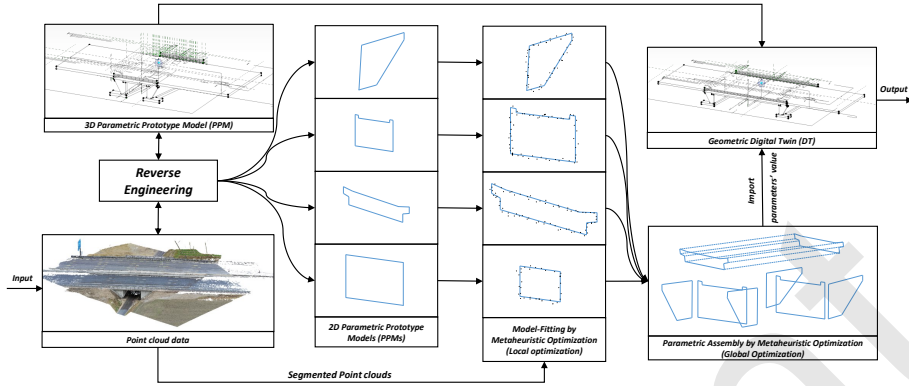 3D Parametric Prototype Model (PPM)
Reverse
Engineering
Input
Point cloud data
Segmented Point clouds
2D Parametric Prototype
Models (PPMs)
Model-Fitting by
Metaheuristic Optimization
(Local optimization)
Geometric Digital Twin (DT)
Output
Import
parameters' value
Parametric Assembly by Metaheuristic Optimization
(Global Optimization)